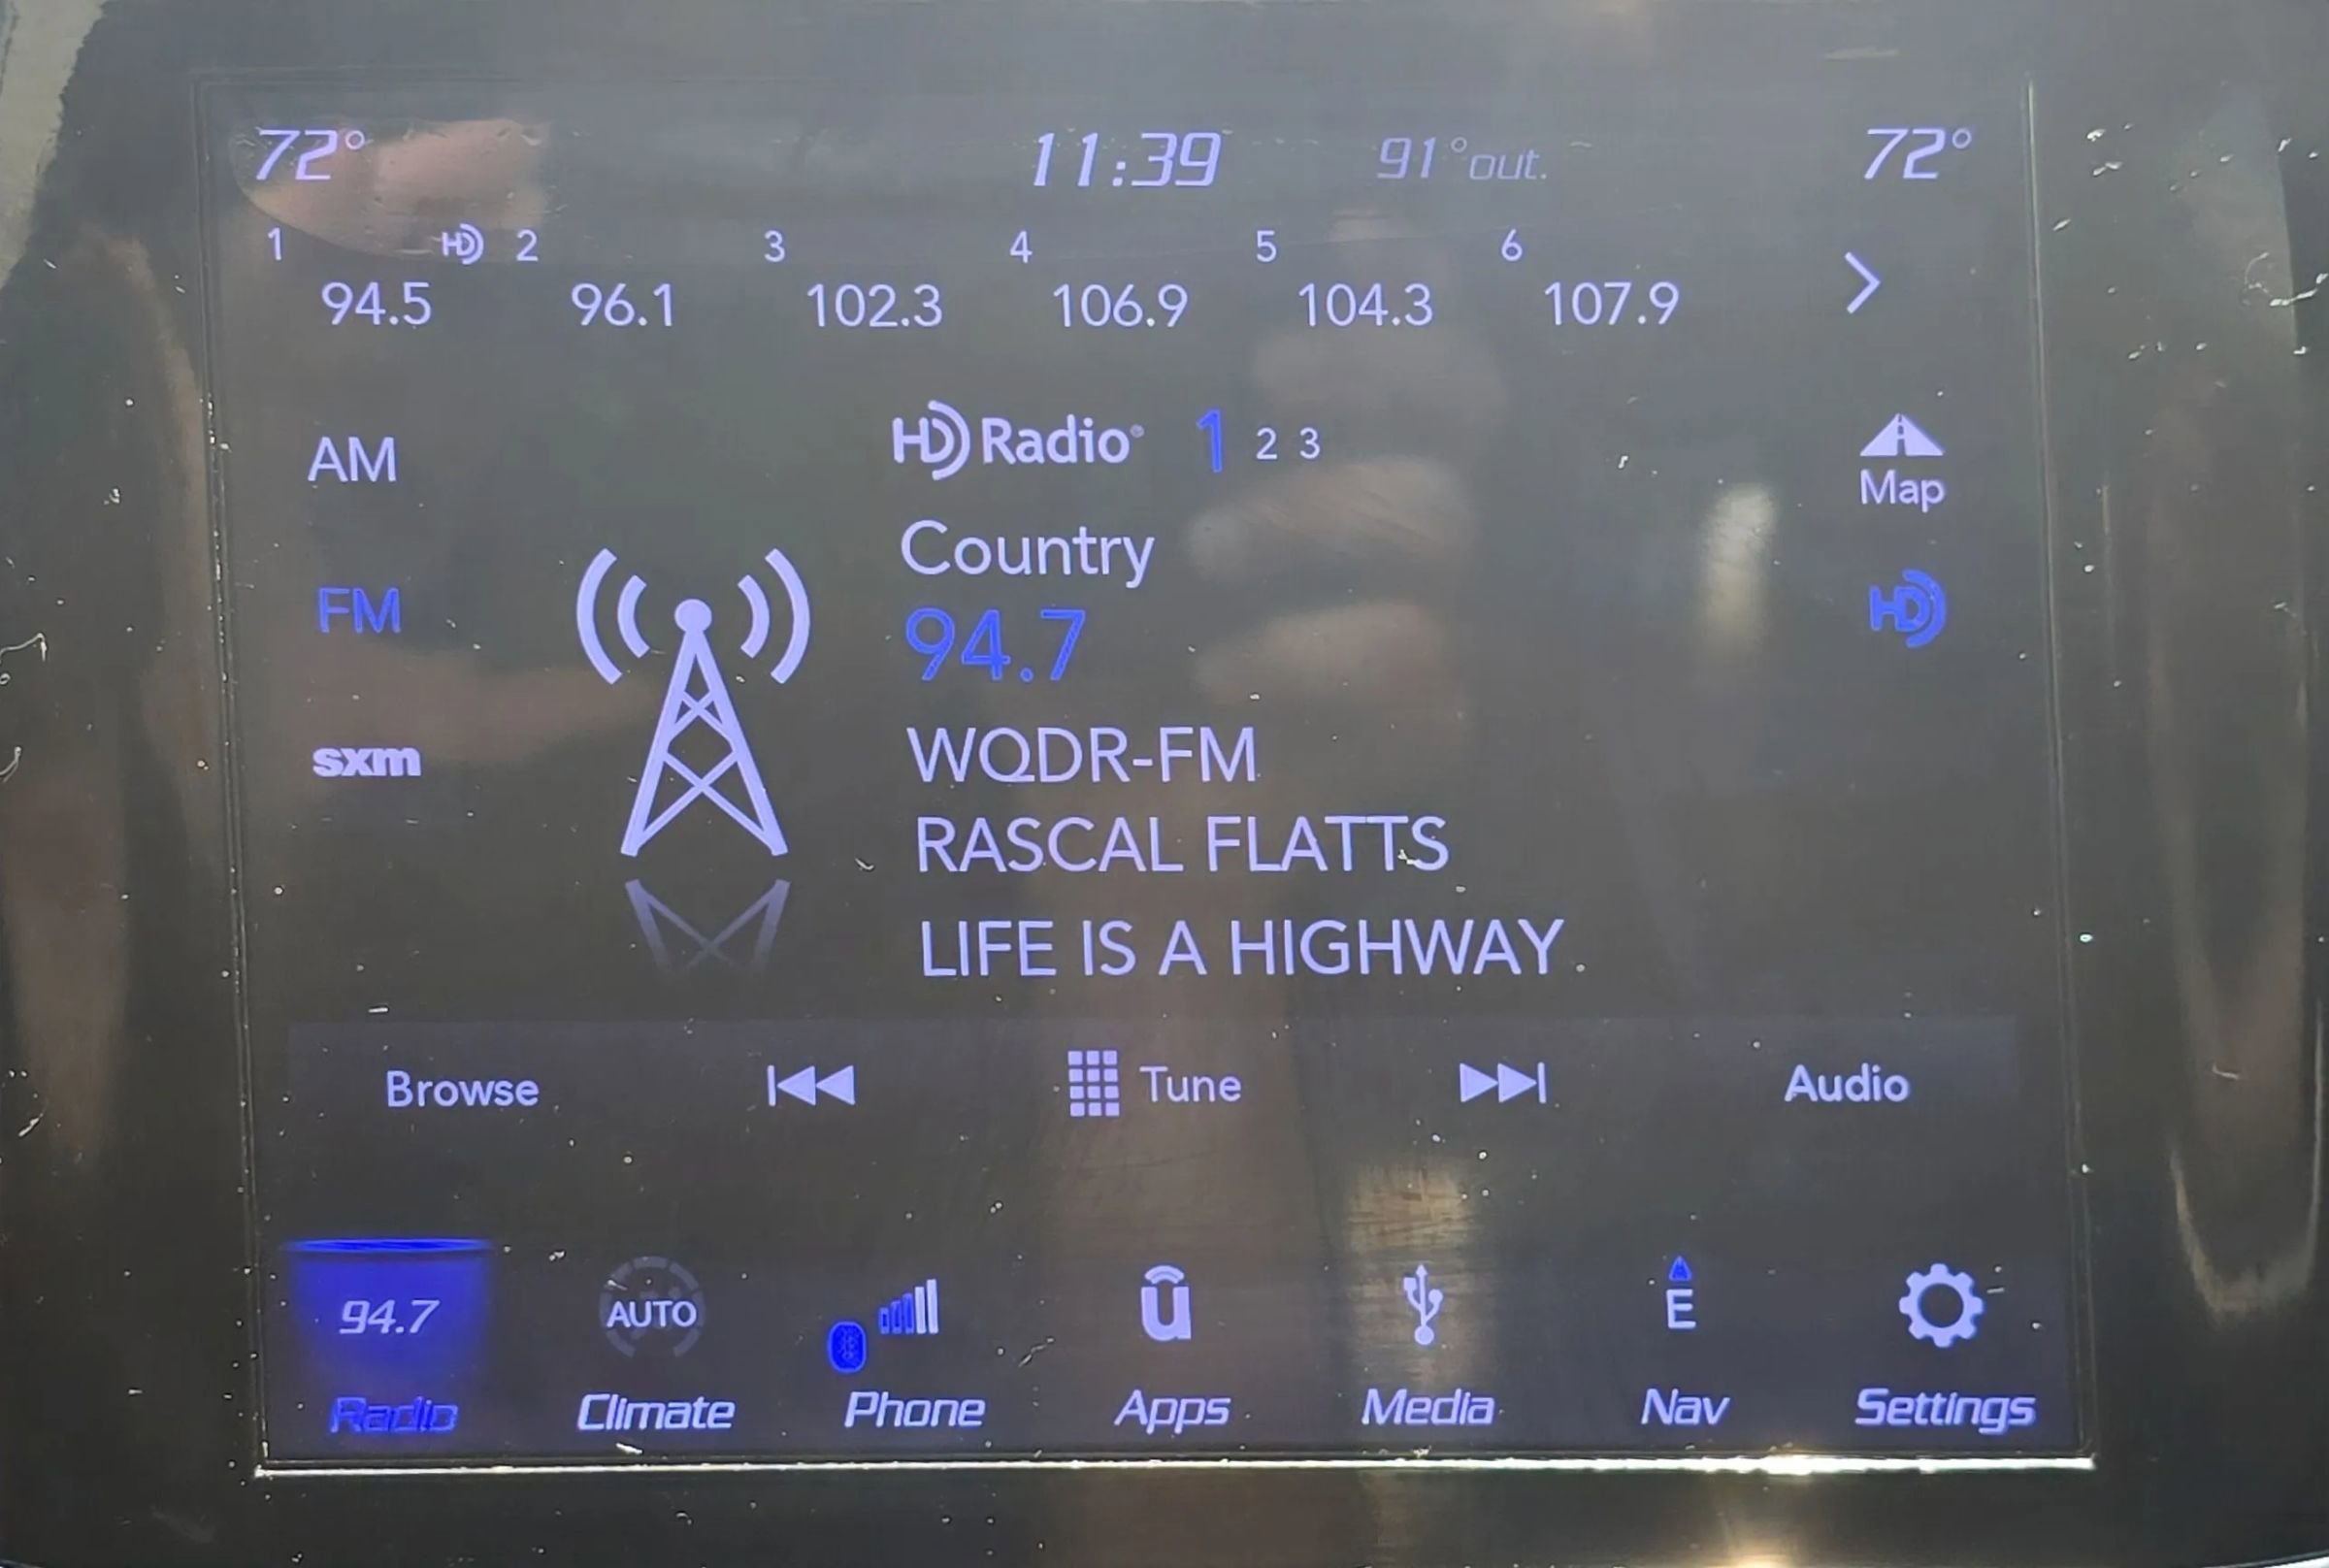 72° 11:39 91°out. 72°
1 HD 2 3 4 5 6
94.5 96.1 102.3 106.9 104.3 107.9
HD Radio® 1 2 3
AM
Map
Country
FM
94.7
HD
WQDR-FM
sxm
RASCAL FLATTS
LIFE IS A HIGHWAY
Browse Tune Audio
94.7 AUTO u E
Radio Climate Phone Apps Media Nav Settings